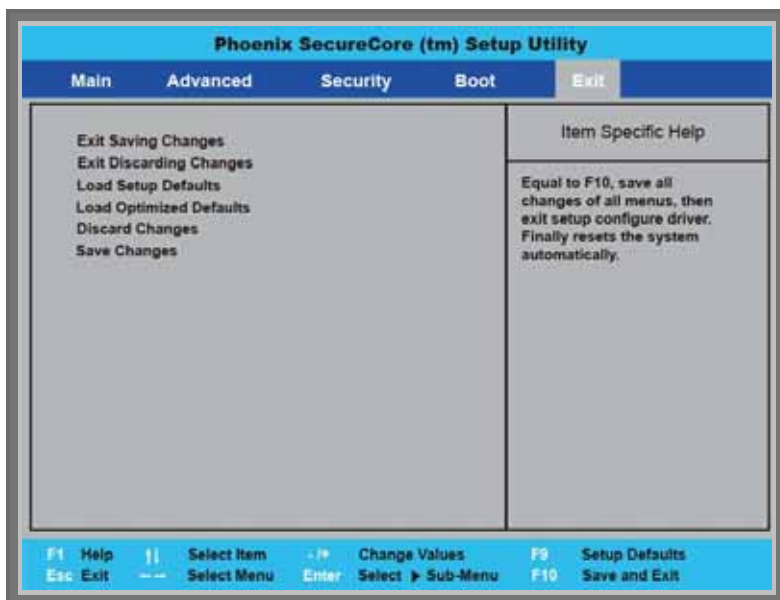 Phoenix SecureCore (tm) Setup Utility
Main Advanced Security Boot Exit
Exit Saving Changes
Exit Discarding Changes
Load Setup Defaults
Load Optimized Defaults
Discard Changes
Save Changes
Item Specific Help
Equal to F10, save all
changes of all menus, then
exit setup configure driver.
Finally resets the system
automatically.
F1 Help ↑↓ Select Item -/+ Change Values F9 Setup Defaults
Esc Exit Select Menu Enter Select ▶ Sub-Menu F10 Save and Exit